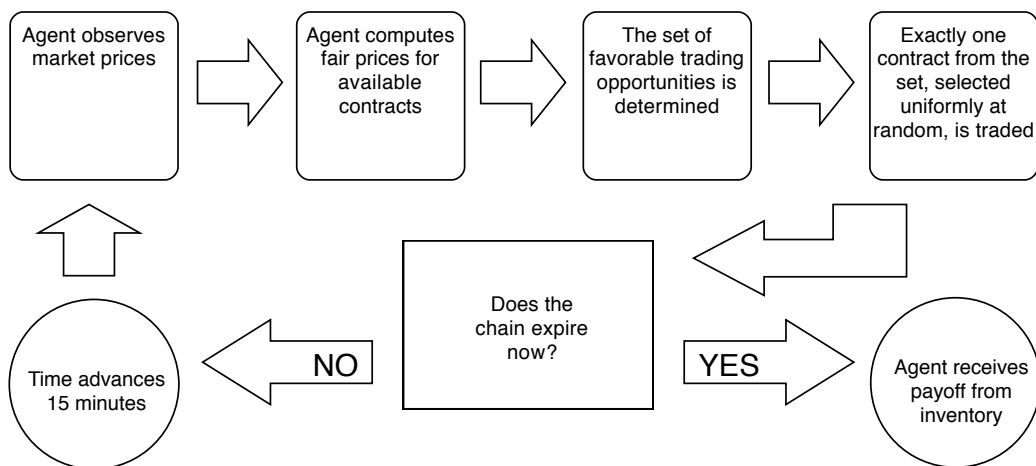 Agent observes
market prices
Agent computes
fair prices for
available
contracts
The set of
favorable trading
opportunities is
determined
Exactly one
contract from the
set, selected
uniformly at
random, is traded
Does the
chain expire
now?
NO
YES
Time advances
15 minutes
Agent receives
payoff from
inventory